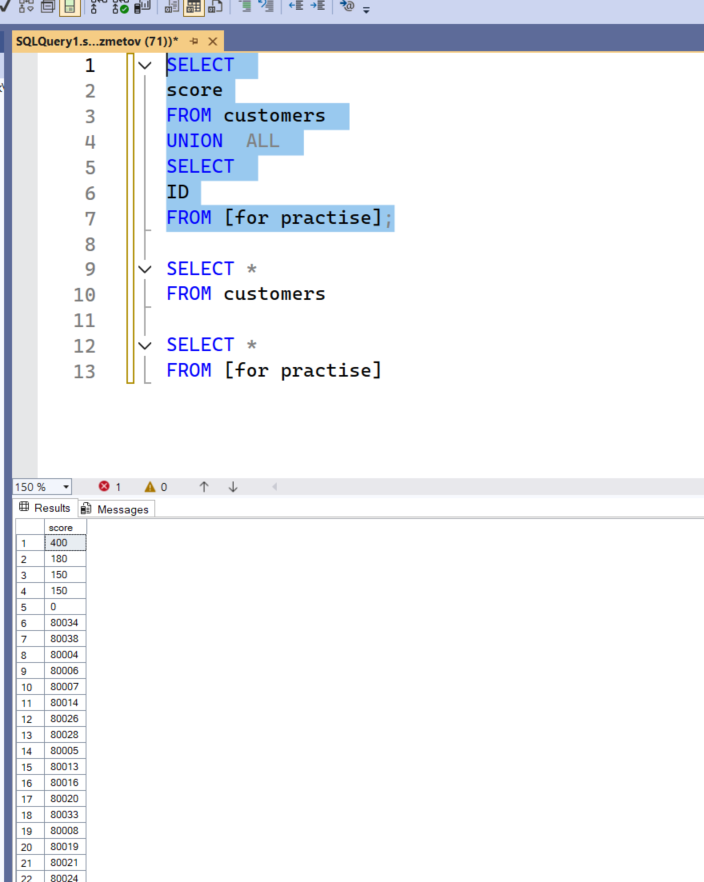 SQLQuery1.s...zmetov (71))*
1 SELECT
2 score
3 FROM customers
4 UNION ALL
5 SELECT
6 ID
7 FROM [for practise];
8
9 SELECT *
10 FROM customers
11
12 SELECT *
13 FROM [for practise]
150 % 1 0
Results Messages
score
1 400
2 180
3 150
4 150
5 0
6 80034
7 80038
8 80004
9 80006
10 80007
11 80014
12 80026
13 80028
14 80005
15 80013
16 80016
17 80020
18 80033
19 80008
20 80019
21 80021
22 80024